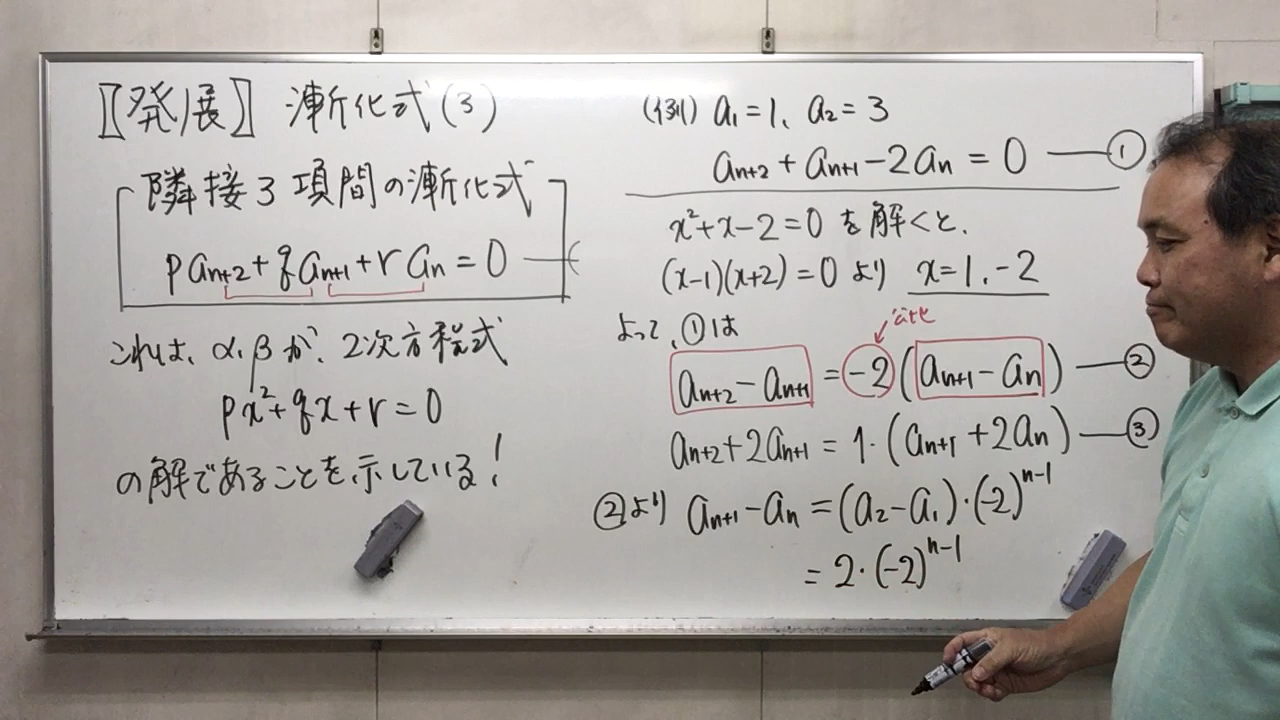 〚発展〛 漸化式(3)
隣接3項間の漸化式
paₙ₊₂+qaₙ₊₁+raₙ=0
これは、α,βが、2次方程式
px²+qx+r=0
の解であることを示している!
(例) a₁=1、a₂=3
aₙ₊₂+aₙ₊₁-2aₙ=0 ―①
x²+x-2=0を解くと、
(x-1)(x+2)=0より x=1,-2
よって、①は
公比
aₙ₊₂-aₙ₊₁=-2(aₙ₊₁-aₙ) ―②
aₙ₊₂+2aₙ₊₁=1·(aₙ₊₁+2aₙ) ―③
②より aₙ₊₁-aₙ=(a₂-a₁)·(-2)ⁿ⁻¹
=2·(-2)ⁿ⁻¹